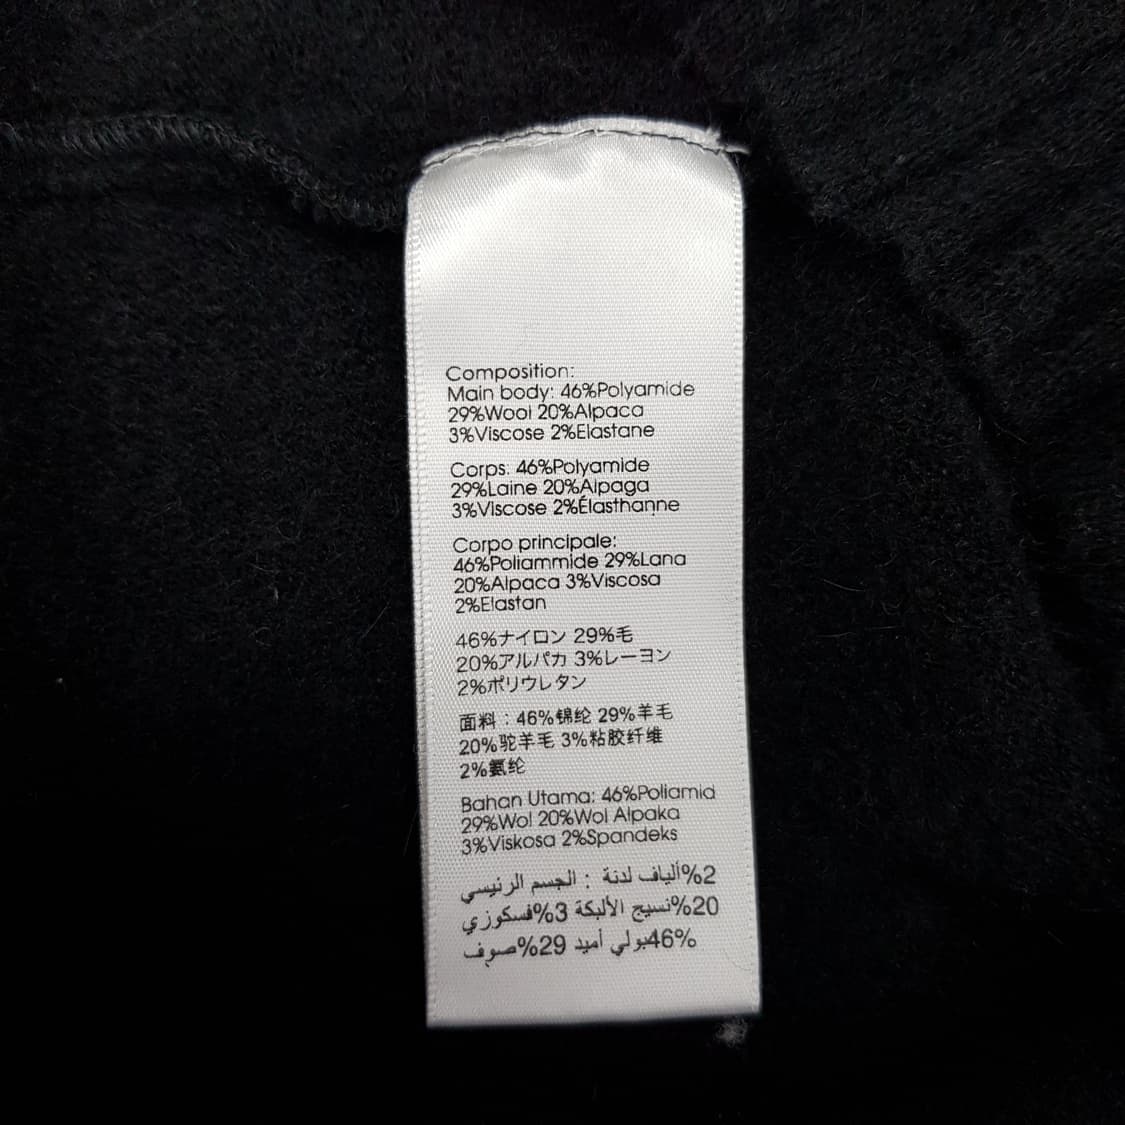 Composition:
Main body: 46%Polyamide
29%Wool 20%Alpaca
3%Viscose 2%Elastane
Corps: 46%Polyamide
29%Laine 20%Alpaga
3%Viscose 2%Élasthanne
Corpo principale:
46%Poliammide 29%Lana
20%Alpaca 3%Viscosa
2%Elastan
46%ナイロン 29%毛
20%アルパカ 3%レーヨン
2%ポリウレタン
面料：46%锦纶 29%羊毛
20%驼羊毛 3%粘胶纤维
2%氨纶
Bahan Utama: 46%Poliamid
29%Wol 20%Wol Alpaka
3%Viskosa 2%Spandeks
الجسم الرئيسي : 2%ألياف لدنة
20%نسيج الألبكة 3%فسكوزي
46%بولي أميد 29%صوف